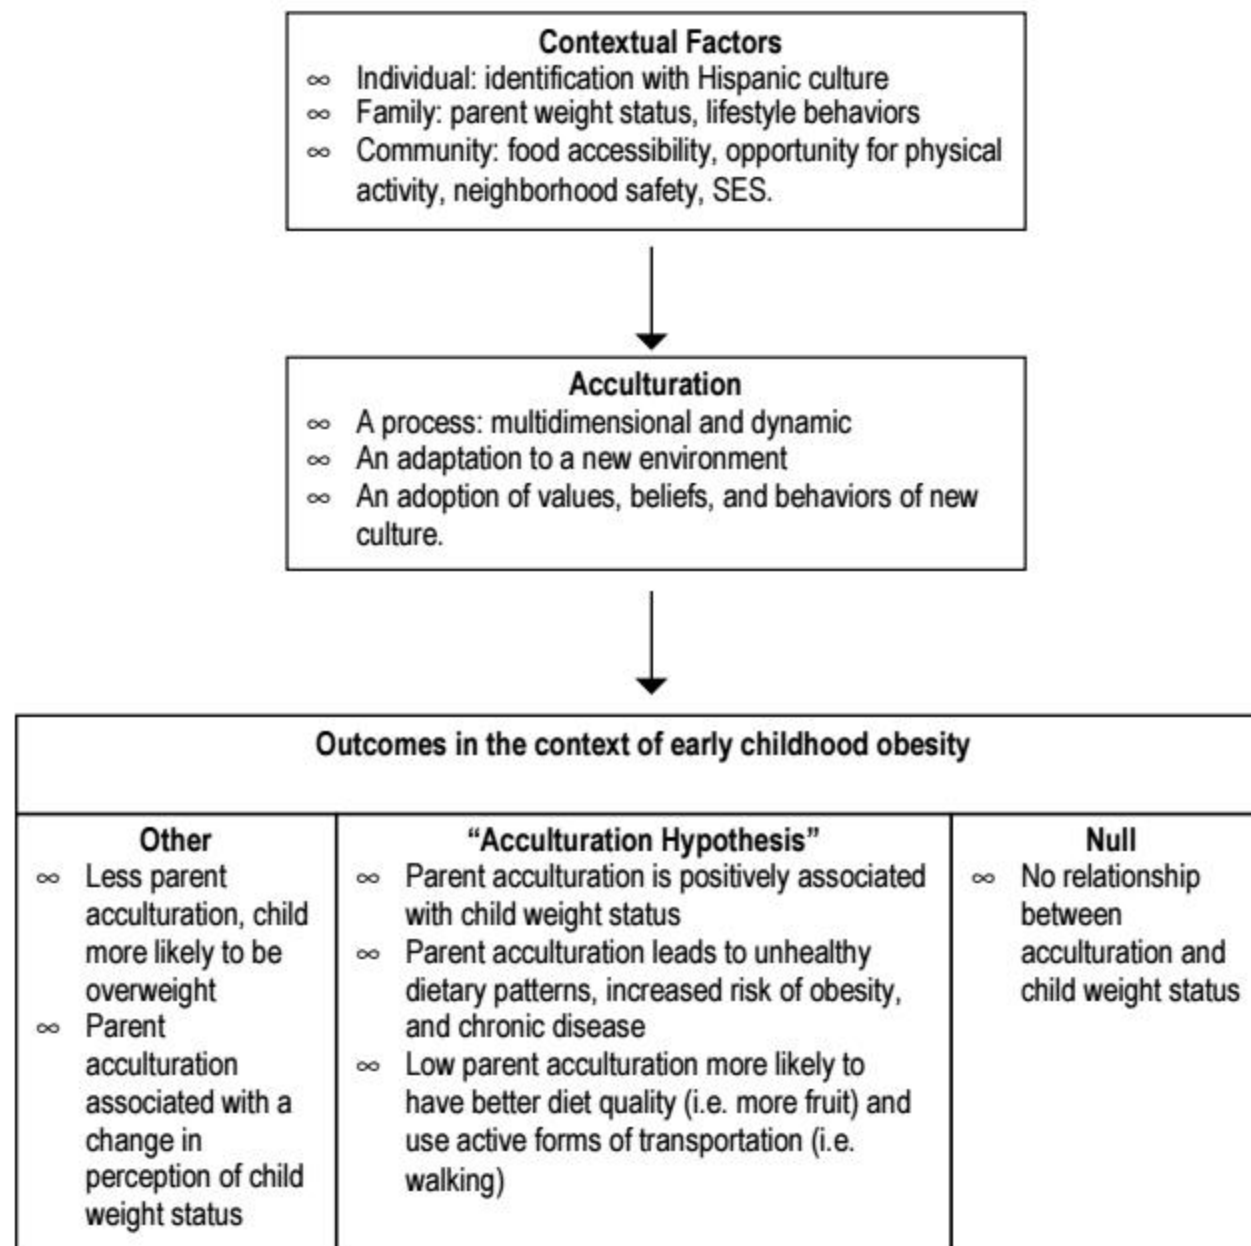 Contextual Factors
∞ Individual: identification with Hispanic culture
∞ Family: parent weight status, lifestyle behaviors
∞ Community: food accessibility, opportunity for physical
activity, neighborhood safety, SES.
Acculturation
∞ A process: multidimensional and dynamic
∞ An adaptation to a new environment
∞ An adoption of values, beliefs, and behaviors of new
culture.
Outcomes in the context of early childhood obesity
Other
∞ Less parent
acculturation, child
more likely to be
overweight
∞ Parent
acculturation
associated with a
change in
perception of child
weight status
“Acculturation Hypothesis”
∞ Parent acculturation is positively associated
with child weight status
∞ Parent acculturation leads to unhealthy
dietary patterns, increased risk of obesity,
and chronic disease
∞ Low parent acculturation more likely to
have better diet quality (i.e. more fruit) and
use active forms of transportation (i.e.
walking)
Null
∞ No relationship
between
acculturation and
child weight status